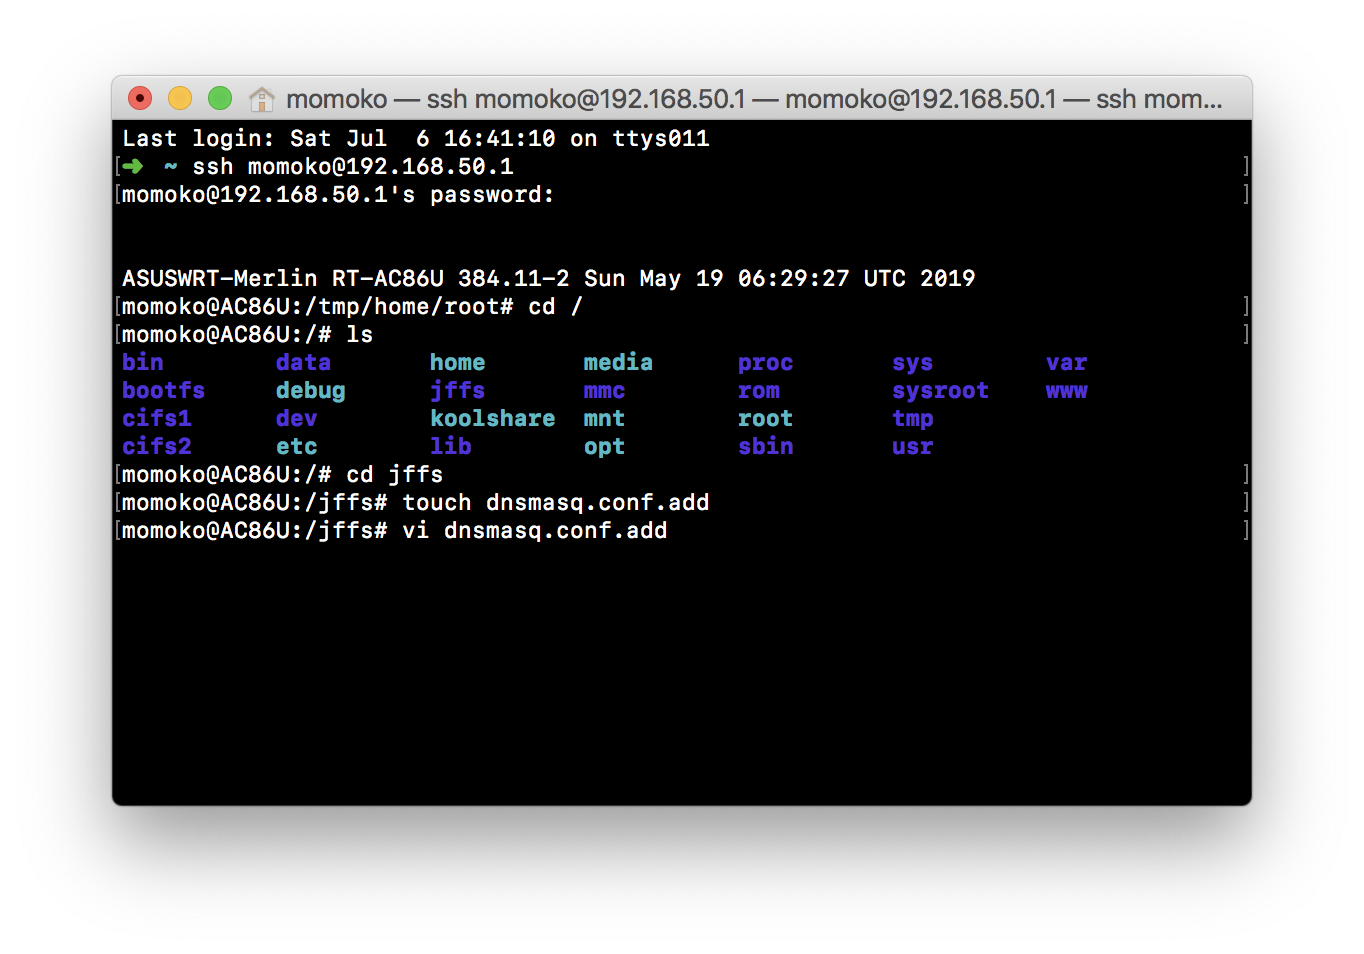 momoko — ssh momoko@192.168.50.1 — momoko@192.168.50.1 — ssh mom...
Last login: Sat Jul  6 16:41:10 on ttys011
[➜  ~ ssh momoko@192.168.50.1 ]
[momoko@192.168.50.1's password: ]
ASUSWRT-Merlin RT-AC86U 384.11-2 Sun May 19 06:29:27 UTC 2019
[momoko@AC86U:/tmp/home/root# cd / ]
[momoko@AC86U:/# ls ]
bin        data       home       media      proc       sys        var
bootfs     debug      jffs       mmc        rom        sysroot    www
cifs1      dev        koolshare  mnt        root       tmp
cifs2      etc        lib        opt        sbin       usr
[momoko@AC86U:/# cd jffs ]
[momoko@AC86U:/jffs# touch dnsmasq.conf.add ]
[momoko@AC86U:/jffs# vi dnsmasq.conf.add ]